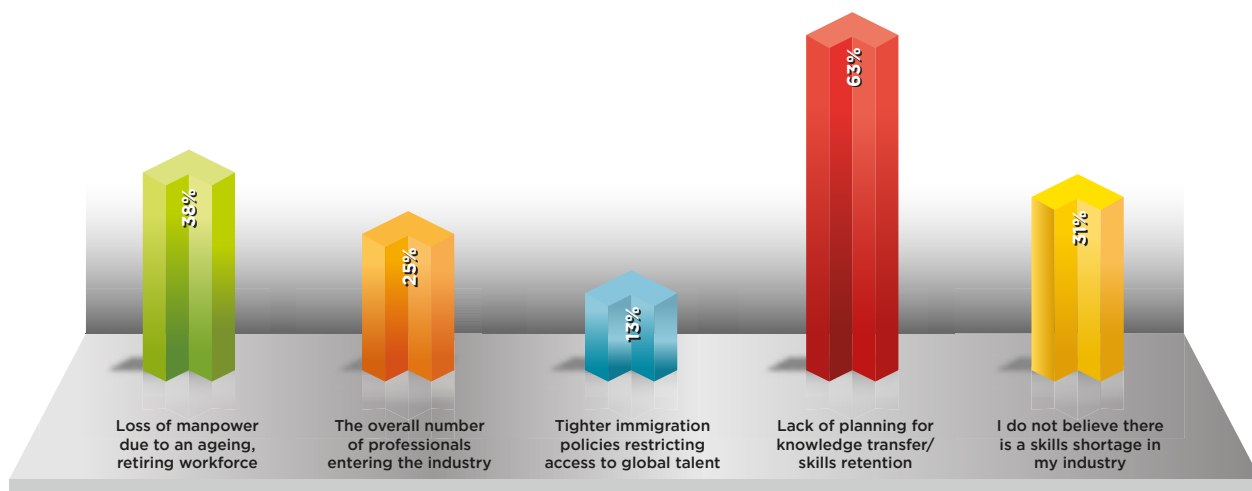 38%
25%
13%
63%
31%
Loss of manpower
due to an ageing,
retiring workforce
The overall number
of professionals
entering the industry
Tighter immigration
policies restricting
access to global talent
Lack of planning for
knowledge transfer/
skills retention
I do not believe there
is a skills shortage in
my industry